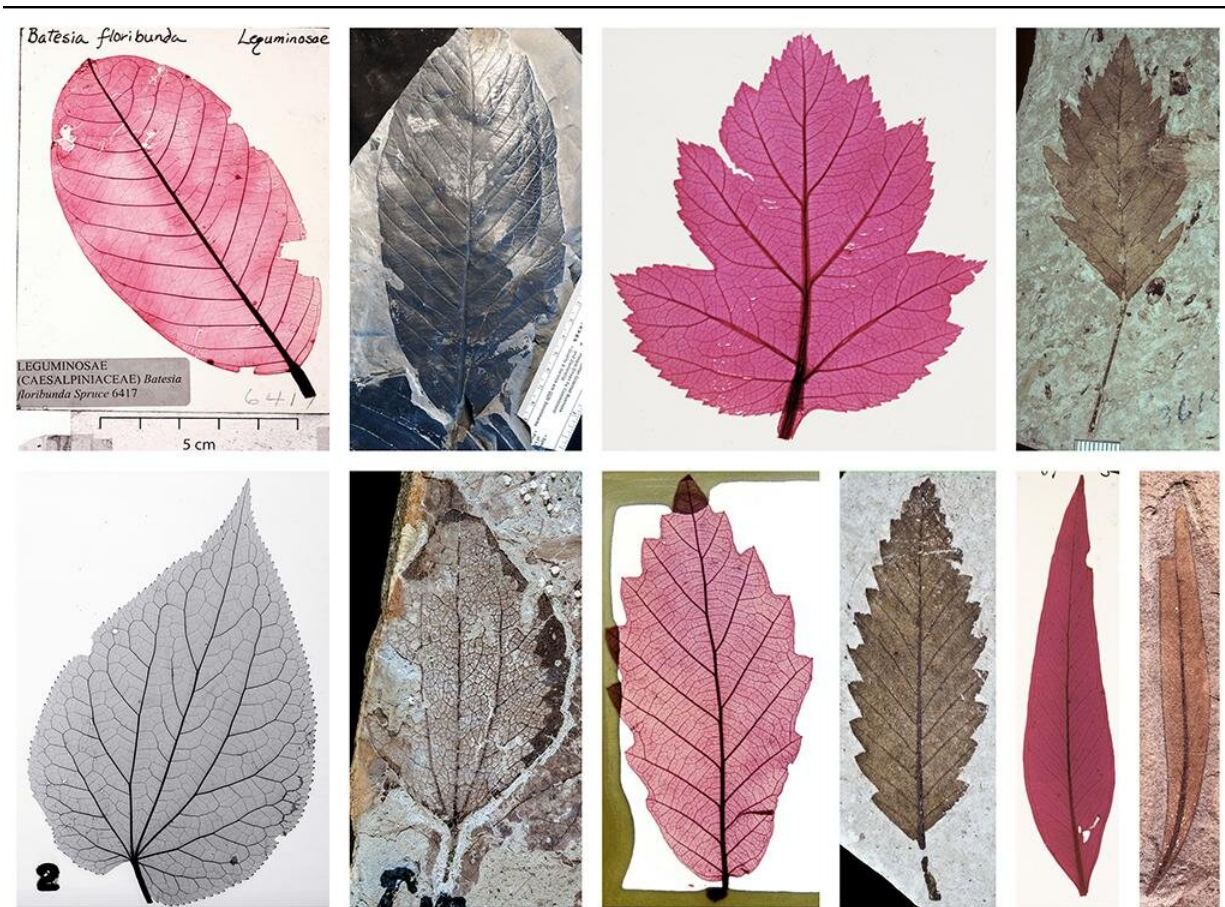 Batesia floribunda Leguminosae
LEGUMINOSAE
(CAESALPINIACEAE) Batesia
floribunda Spruce 6417
6417
5 cm
2